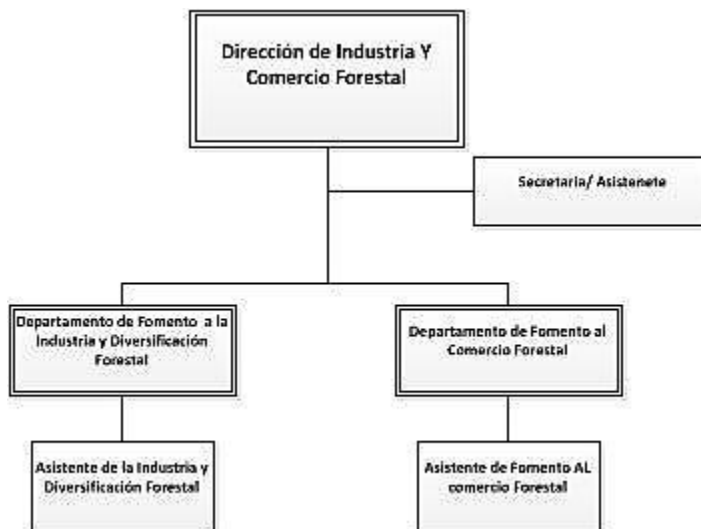 Dirección de Industria Y
Comercio Forestal
Secretaria/ Asistenete
Departamento de Fomento a la
Industria y Diversificación
Forestal
Departamento de Fomento al
Comercio Forestal
Asistente de la Industria y
Diversificación Forestal
Asistente de Fomento AL
comercio Forestal